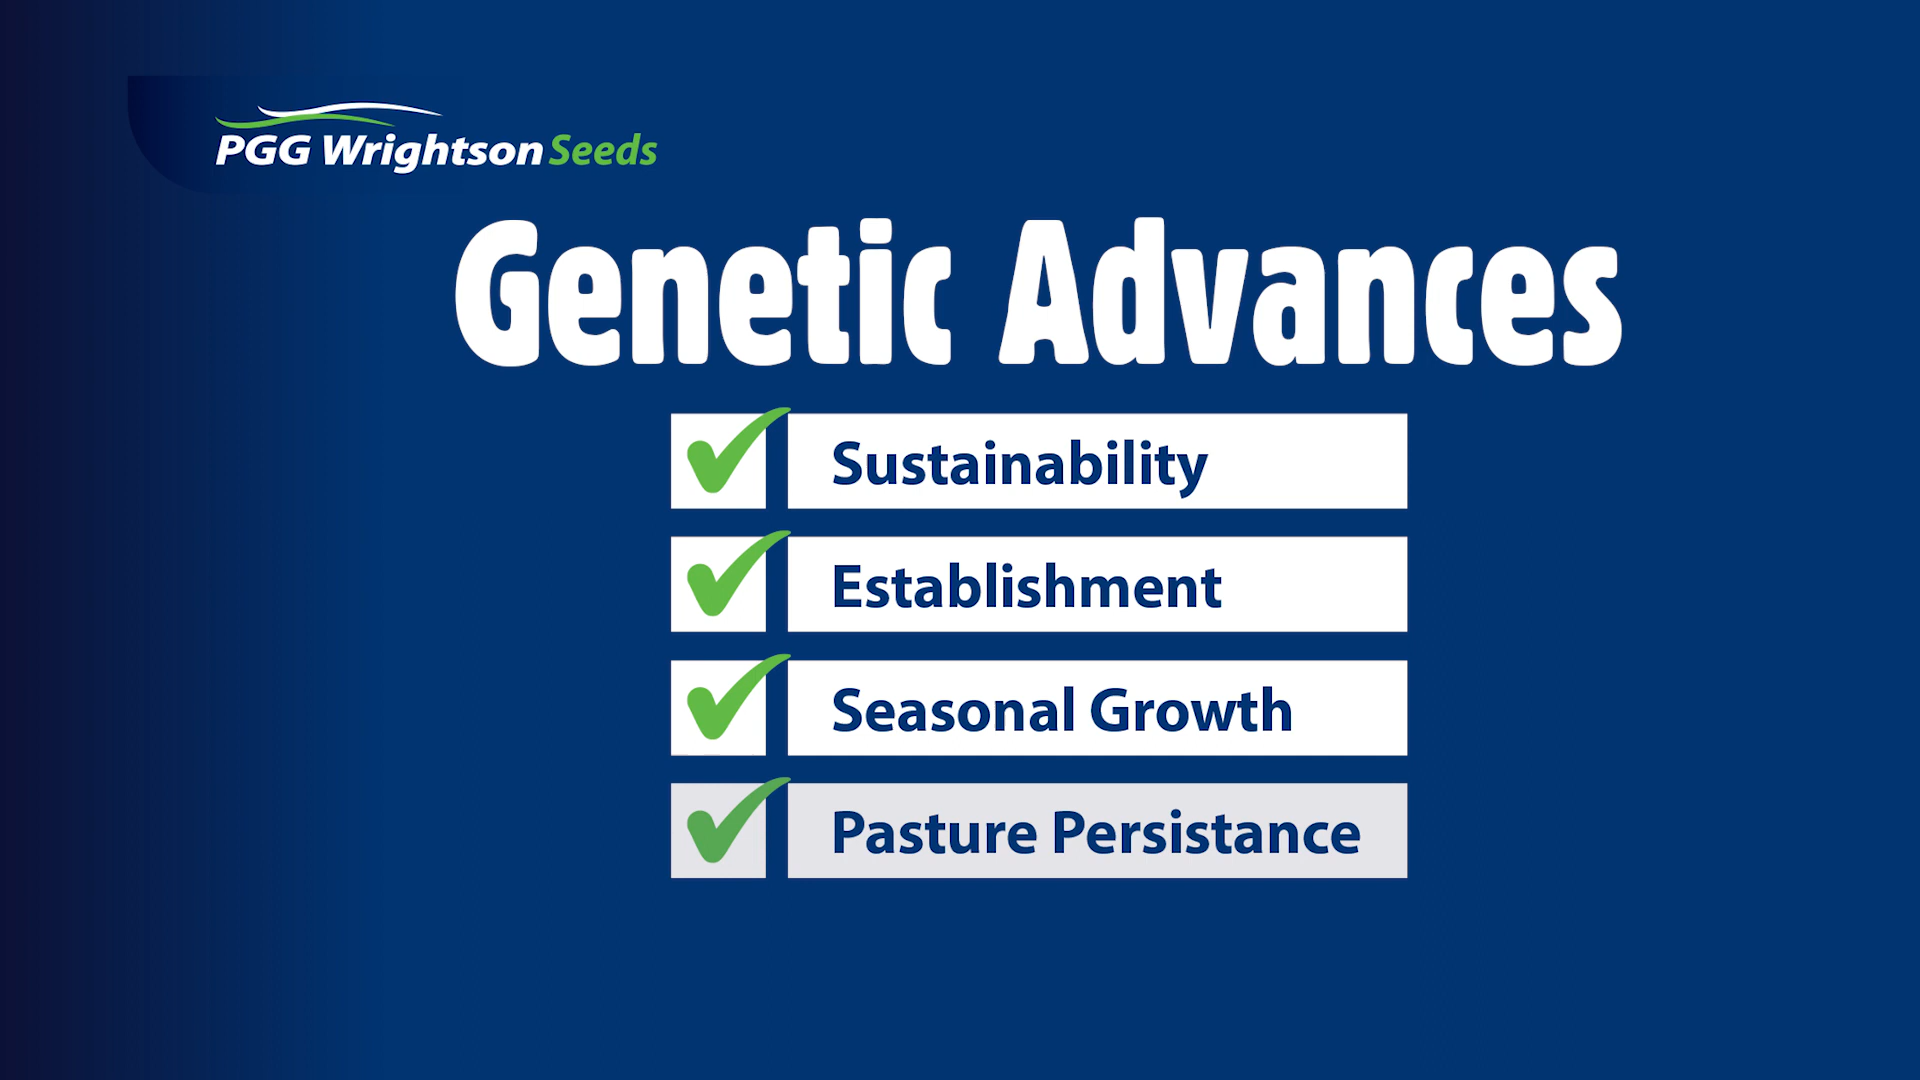 PGG Wrightson Seeds
Genetic Advances
Sustainability
Establishment
Seasonal Growth
Pasture Persistance